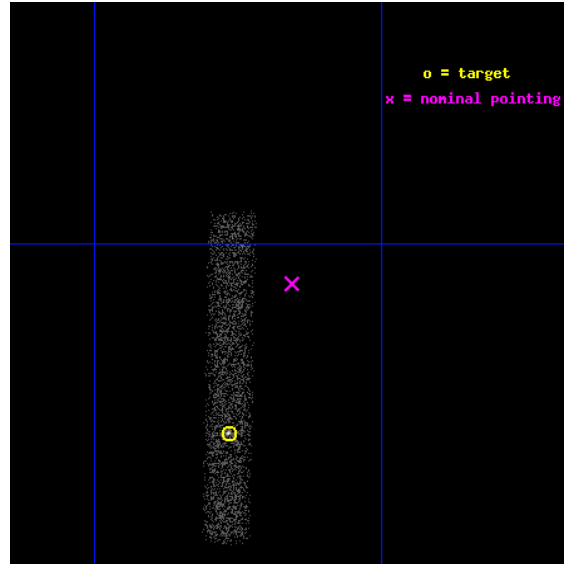 o = target
x = nominal pointing